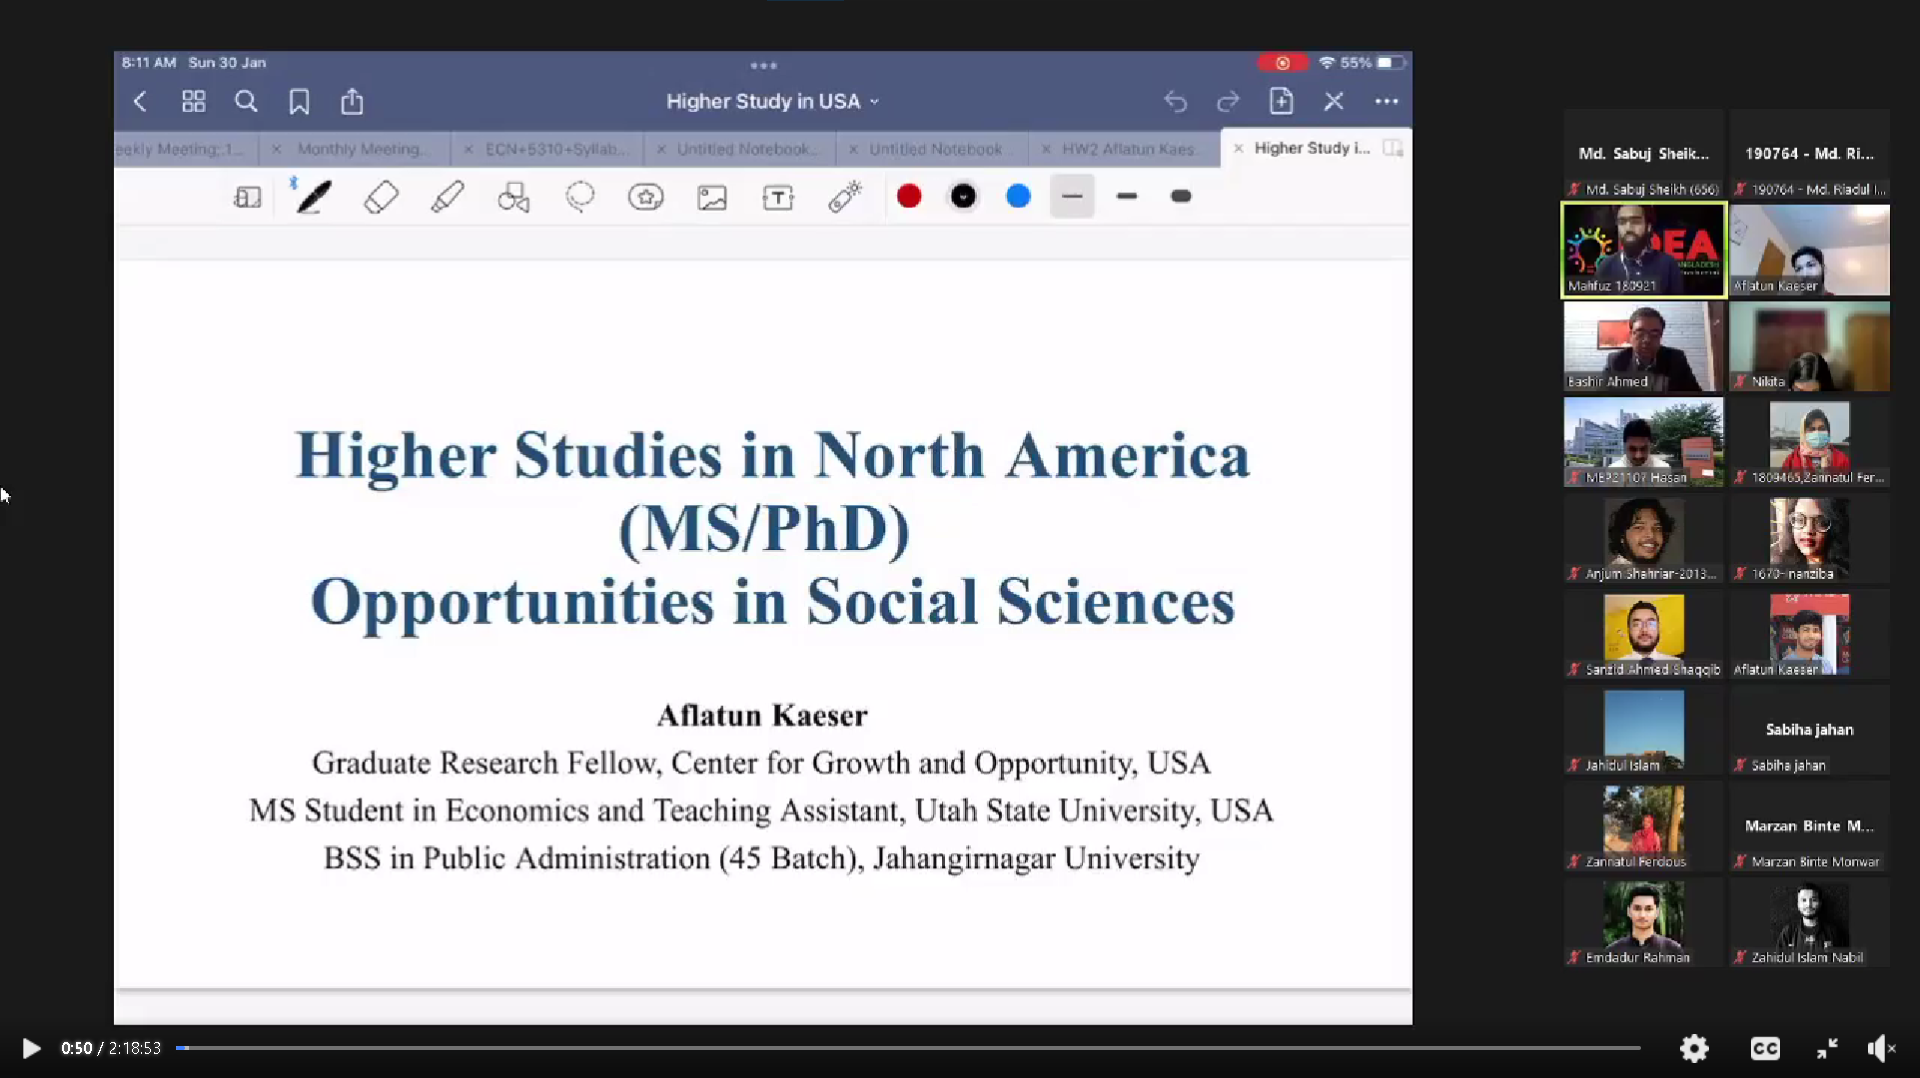 8:11 AM Sun 30 Jan
55%
Higher Study in USA
eekly Meeting; 1...
Monthly Meeting...
ECN+5310+Syllab...
Untitled Notebook...
Untitled Notebook...
HW2 Aflatun Kaes...
Higher Study i...
Higher Studies in North America
(MS/PhD)
Opportunities in Social Sciences
Aflatun Kaeser
Graduate Research Fellow, Center for Growth and Opportunity, USA
MS Student in Economics and Teaching Assistant, Utah State University, USA
BSS in Public Administration (45 Batch), Jahangirnagar University
Md. Sabuj Sheik...
Md. Sabuj Sheikh (656)
190764 - Md. Ri...
190764 - Md. Riadul I...
Mahfuz 180921
Aflatun Kaeser
Bashir Ahmed
Nikita
MEP21107 Hasan
1809465,Zannatul Fer...
Anjum Shahriar-2013...
1670-Inanziba
Sanzid Ahmed Shaqqib
Aflatun Kaeser
Jahidul Islam
Sabiha jahan
Sabiha jahan
Zannatul Ferdous
Marzan Binte M...
Marzan Binte Monwar
Emdadur Rahman
Zahidul Islam Nabil
0:50 / 2:18:53
CC